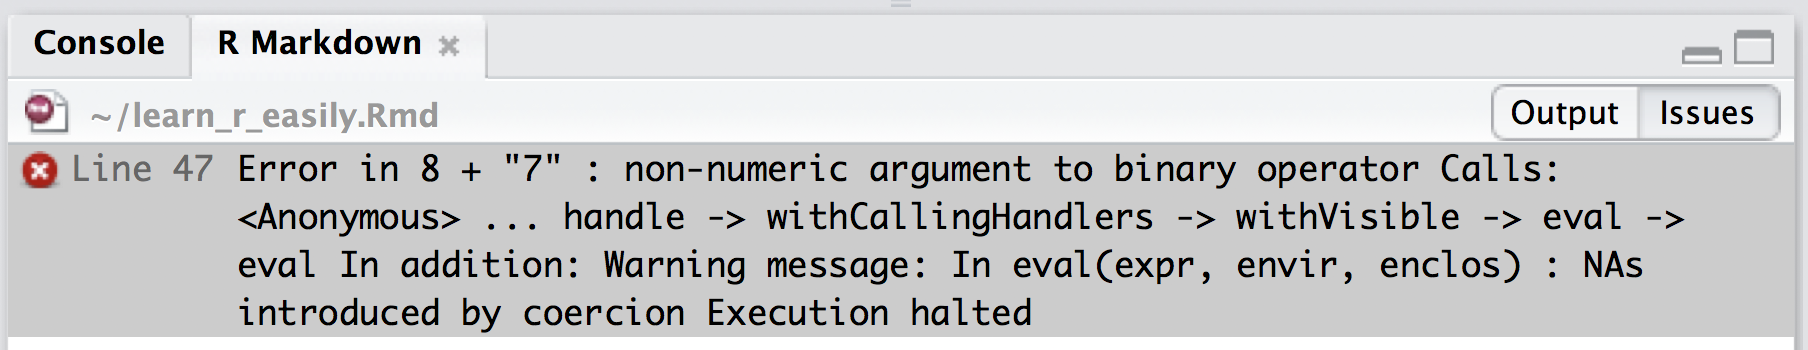 Console R Markdown
~/learn_r_easily.Rmd Output Issues
Line 47 Error in 8 + "7" : non-numeric argument to binary operator Calls:
<Anonymous> ... handle -> withCallingHandlers -> withVisible -> eval ->
eval In addition: Warning message: In eval(expr, envir, enclos) : NAs
introduced by coercion Execution halted